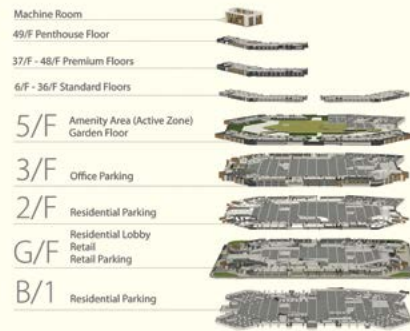 Machine Room
49/F Penthouse Floor
37/F - 48/F Premium Floors
6/F - 36/F Standard Floors
5/F Amenity Area (Active Zone)
Garden Floor
3/F Office Parking
2/F Residential Parking
G/F Residential Lobby
Retail
Retail Parking
B/1 Residential Parking